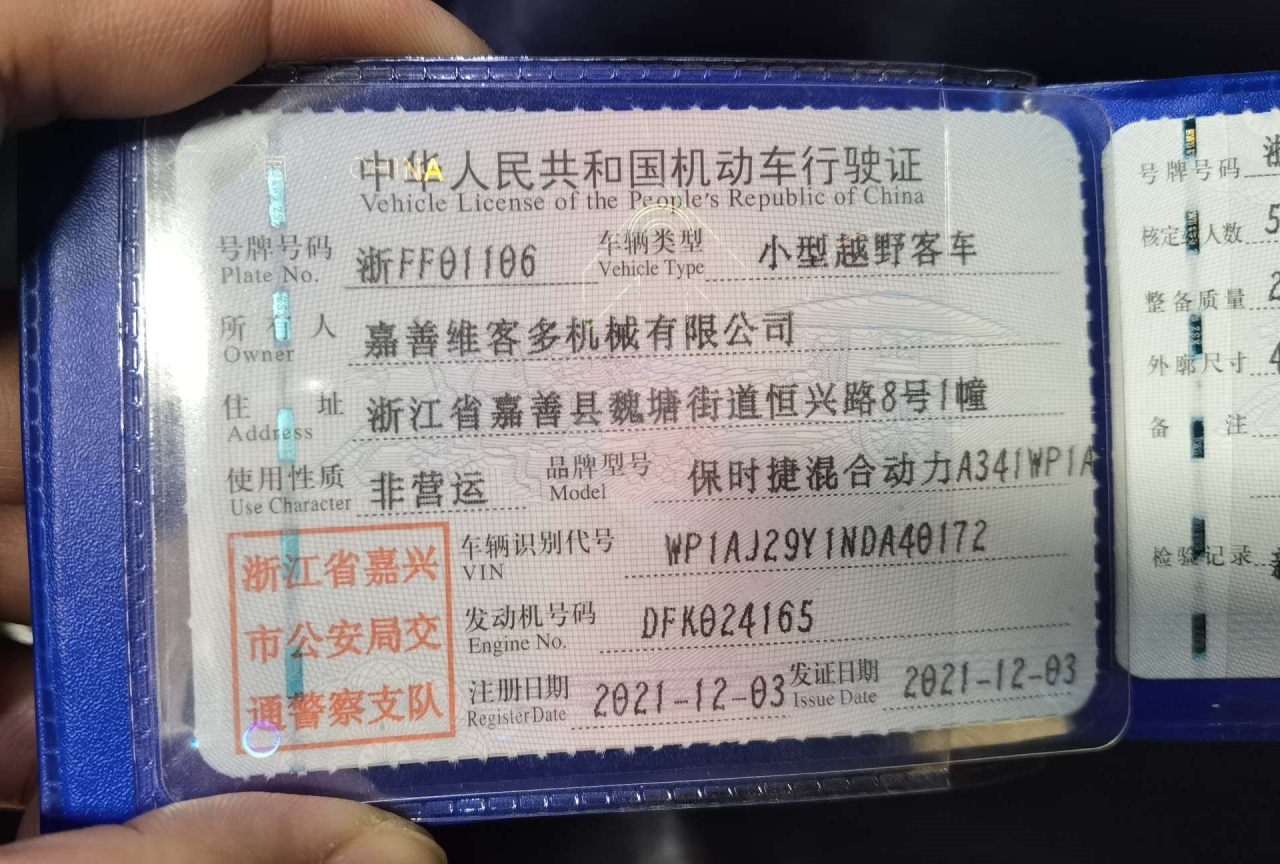 中华人民共和国机动车行驶证
Vehicle License of the People's Republic of China
号牌号码 浙FF01106 车辆类型 小型越野客车
Plate No. Vehicle Type
所有人 嘉善维客多机械有限公司
Owner
住址 浙江省嘉善县魏塘街道恒兴路8号1幢
Address
使用性质 非营运 品牌型号 保时捷混合动力A341WP1A
Use Character Model
浙江省嘉兴
市公安局交
通警察支队
车辆识别代号 WP1AJ29Y1NDA40172
VIN
发动机号码 DFK024165
Engine No.
注册日期 2021-12-03 发证日期 2021-12-03
Register Date Issue Date
号牌号码
核定 人数 5
整备质量 2
外廓尺寸 4
备注
检验记录